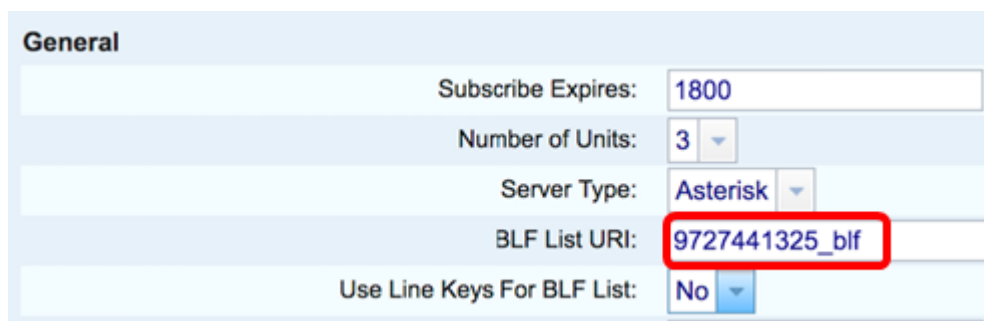 General
Subscribe Expires: 1800
Number of Units: 3
Server Type: Asterisk
BLF List URI: 9727441325_blf
Use Line Keys For BLF List: No